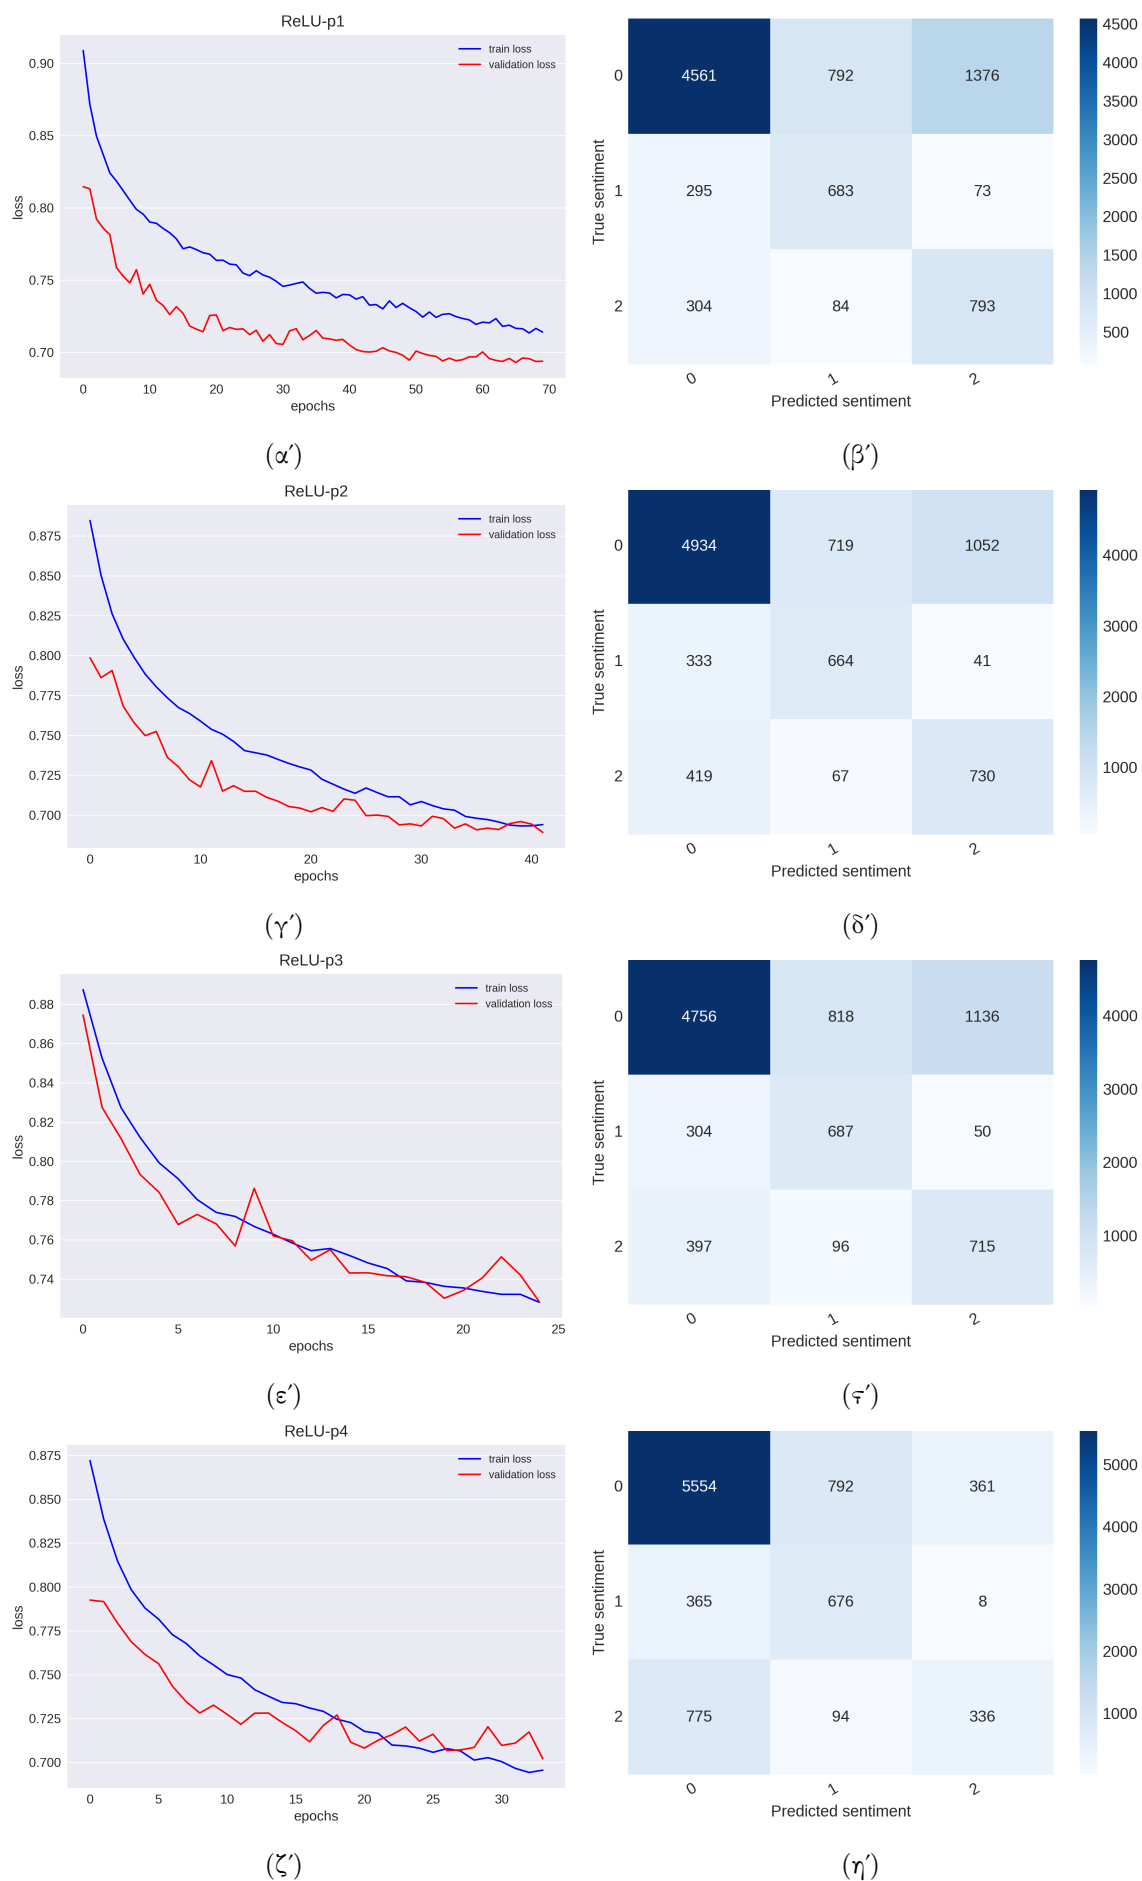 ReLU-p1
train loss
validation loss
0.90
0.85
0.80
0.75
0.70
loss
0 10 20 30 40 50 60 70
epochs
(α′)
True sentiment
0 4561 792 1376
1 295 683 73
2 304 84 793
0 1 2
Predicted sentiment
4500
4000
3500
3000
2500
2000
1500
1000
500
(β′)
ReLU-p2
train loss
validation loss
0.875
0.850
0.825
0.800
0.775
0.750
0.725
0.700
loss
0 10 20 30 40
epochs
(γ′)
True sentiment
0 4934 719 1052
1 333 664 41
2 419 67 730
0 1 2
Predicted sentiment
4000
3000
2000
1000
(δ′)
ReLU-p3
train loss
validation loss
0.88
0.86
0.84
0.82
0.80
0.78
0.76
0.74
loss
0 5 10 15 20 25
epochs
(ε′)
True sentiment
0 4756 818 1136
1 304 687 50
2 397 96 715
0 1 2
Predicted sentiment
4000
3000
2000
1000
(ϛ′)
ReLU-p4
train loss
validation loss
0.875
0.850
0.825
0.800
0.775
0.750
0.725
0.700
loss
0 5 10 15 20 25 30
epochs
(ζ′)
True sentiment
0 5554 792 361
1 365 676 8
2 775 94 336
0 1 2
Predicted sentiment
5000
4000
3000
2000
1000
(η′)